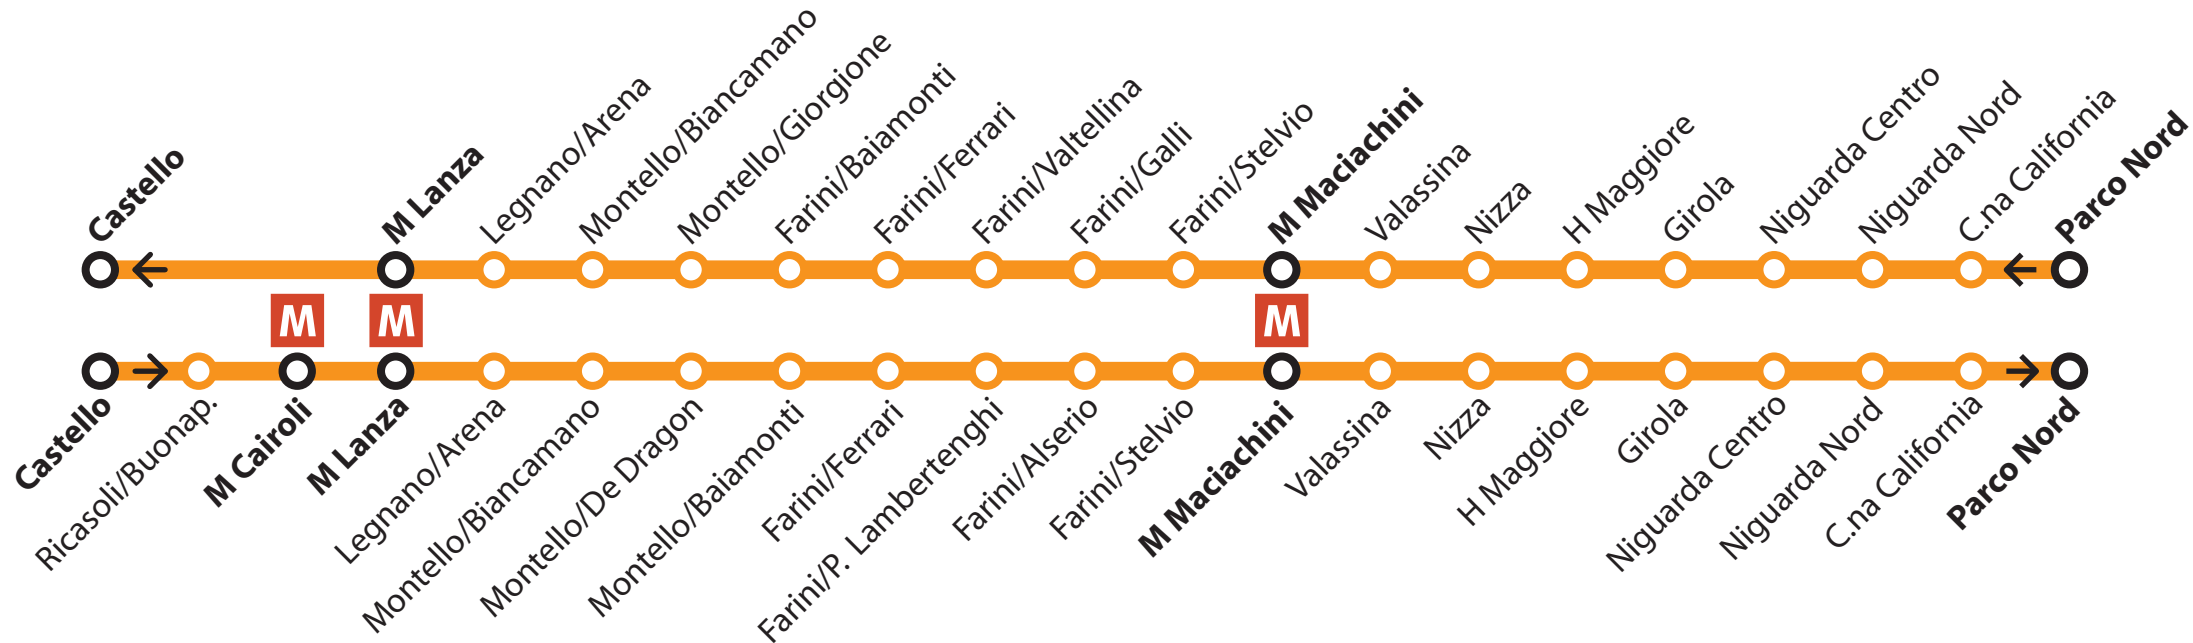 Castello
M Lanza
Legnano/Arena
Montello/Biancamano
Montello/Giorgione
Farini/Baiamonti
Farini/Ferrari
Farini/Valtellina
Farini/Galli
Farini/Stelvio
M Maciachini
Valassina
Nizza
H Maggiore
Girola
Niguarda Centro
Niguarda Nord
C.na California
Parco Nord
M
M
M
Castello
Ricasoli/Buonap.
M Cairoli
M Lanza
Legnano/Arena
Montello/Biancamano
Montello/De Dragon
Montello/Baiamonti
Farini/Ferrari
Farini/P. Lambertenghi
Farini/Alserio
Farini/Stelvio
M Maciachini
Valassina
Nizza
H Maggiore
Girola
Niguarda Centro
Niguarda Nord
C.na California
Parco Nord